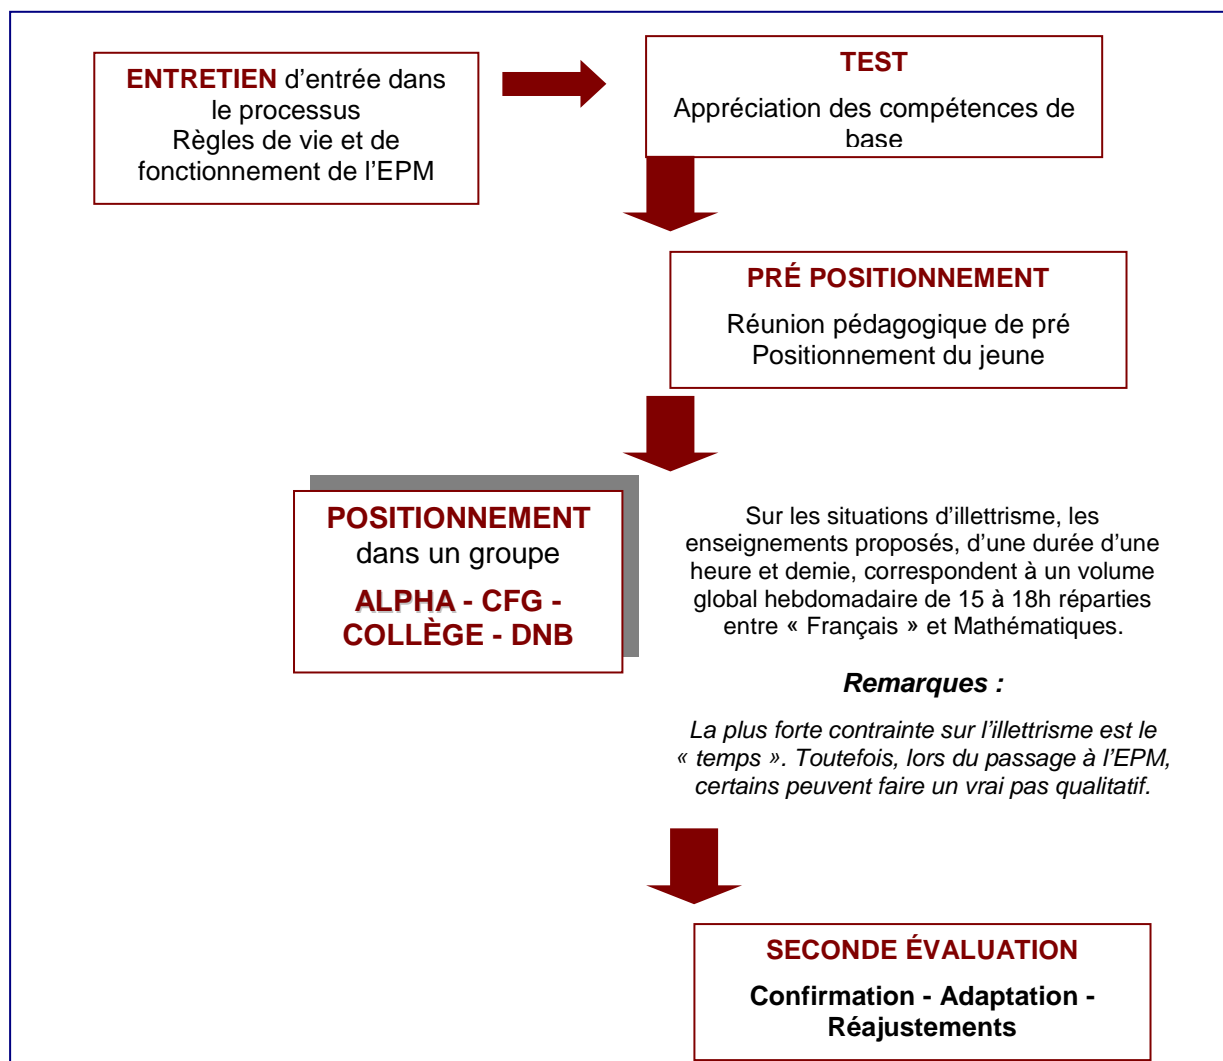 ENTRETIEN d'entrée dans
le processus
Règles de vie et de
fonctionnement de l'EPM
TEST
Appréciation des compétences de
base
PRÉ POSITIONNEMENT
Réunion pédagogique de pré
Positionnement du jeune
POSITIONNEMENT
dans un groupe
ALPHA - CFG -
COLLÈGE - DNB
Sur les situations d'illettrisme, les
enseignements proposés, d'une durée d'une
heure et demie, correspondent à un volume
global hebdomadaire de 15 à 18h réparties
entre « Français » et Mathématiques.
Remarques :
La plus forte contrainte sur l'illettrisme est le
« temps ». Toutefois, lors du passage à l'EPM,
certains peuvent faire un vrai pas qualitatif.
SECONDE ÉVALUATION
Confirmation - Adaptation -
Réajustements